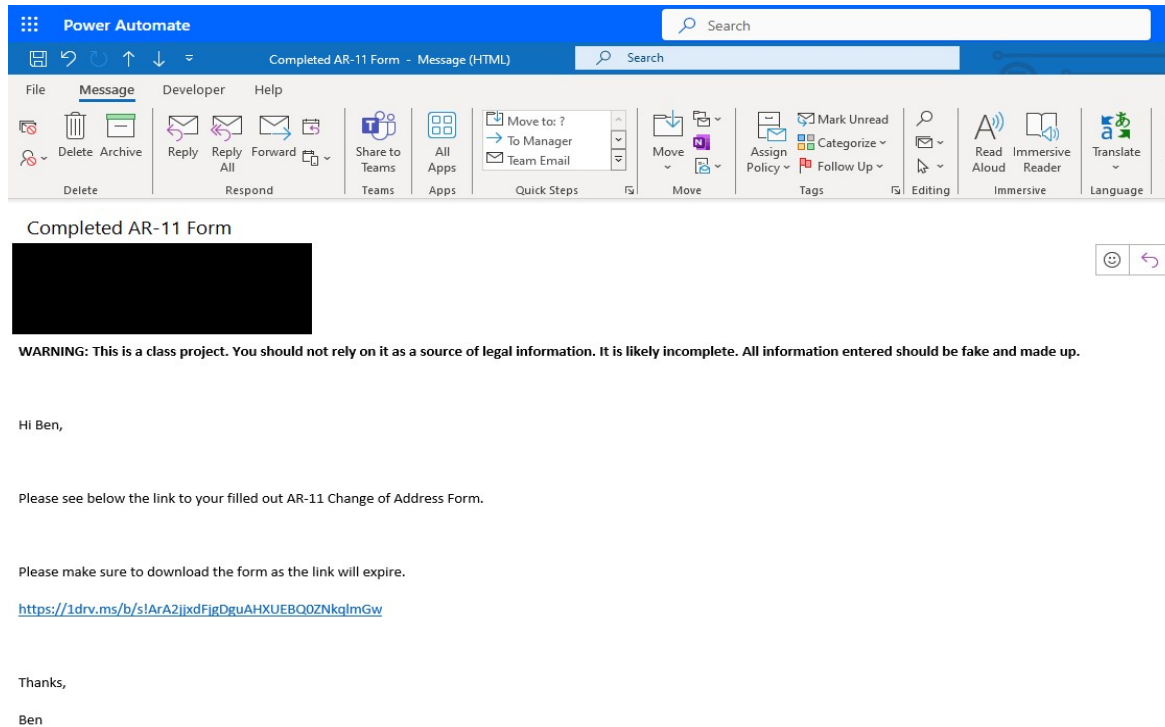 Power Automate
Search
Completed AR-11 Form - Message (HTML)
Search
File Message Developer Help
Delete Archive
Reply Reply All Forward
Share to Teams
All Apps
Move to: ?
To Manager
Team Email
Move
Assign Policy
Mark Unread
Categorize
Follow Up
Read Aloud Immersive Reader
Translate
Delete Respond Teams Apps Quick Steps Move Tags Editing Immersive Language
Completed AR-11 Form
WARNING: This is a class project. You should not rely on it as a source of legal information. It is likely incomplete. All information entered should be fake and made up.
Hi Ben,
Please see below the link to your filled out AR-11 Change of Address Form.
Please make sure to download the form as the link will expire.
https://1drv.ms/b/s!ArA2jjxdFjgDguAHXUEBQ0ZNkqlmGw
Thanks,
Ben